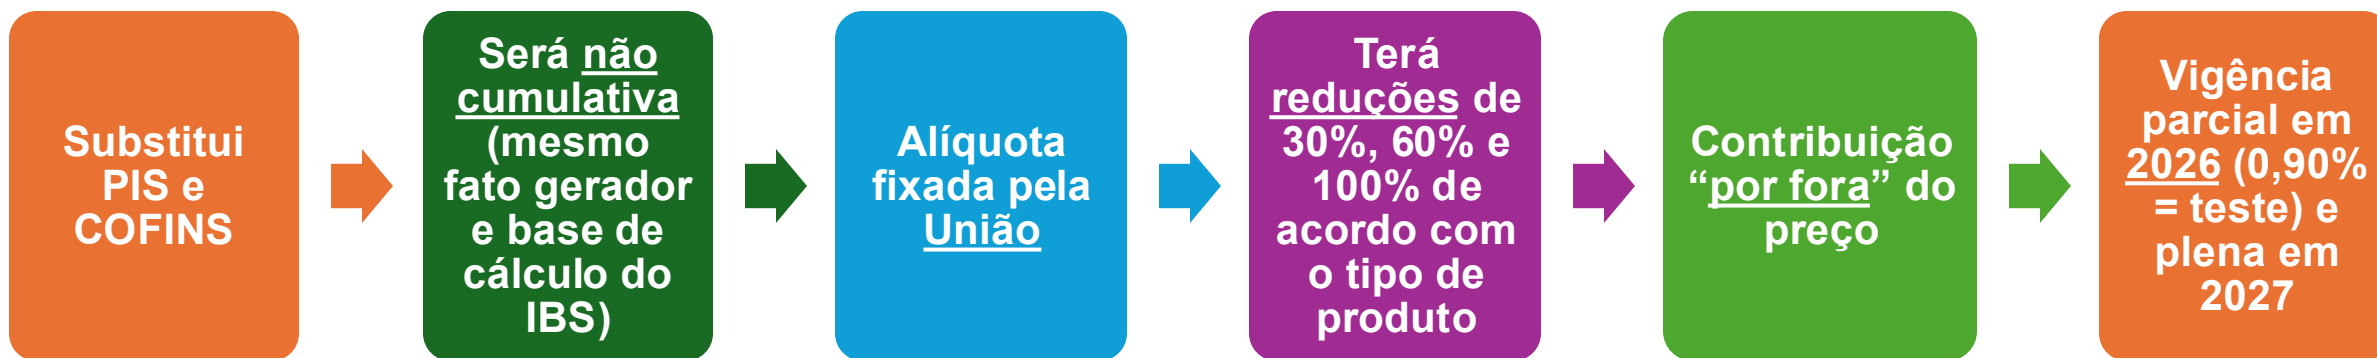 Substitui
PIS e
COFINS
Será não
cumulativa
(mesmo
fato gerador
e base de
cálculo do
IBS)
Alíquota
fixada pela
União
Terá
reduções de
30%, 60% e
100% de
acordo com
o tipo de
produto
Contribuição
“por fora” do
preço
Vigência
parcial em
2026 (0,90%
= teste) e
plena em
2027